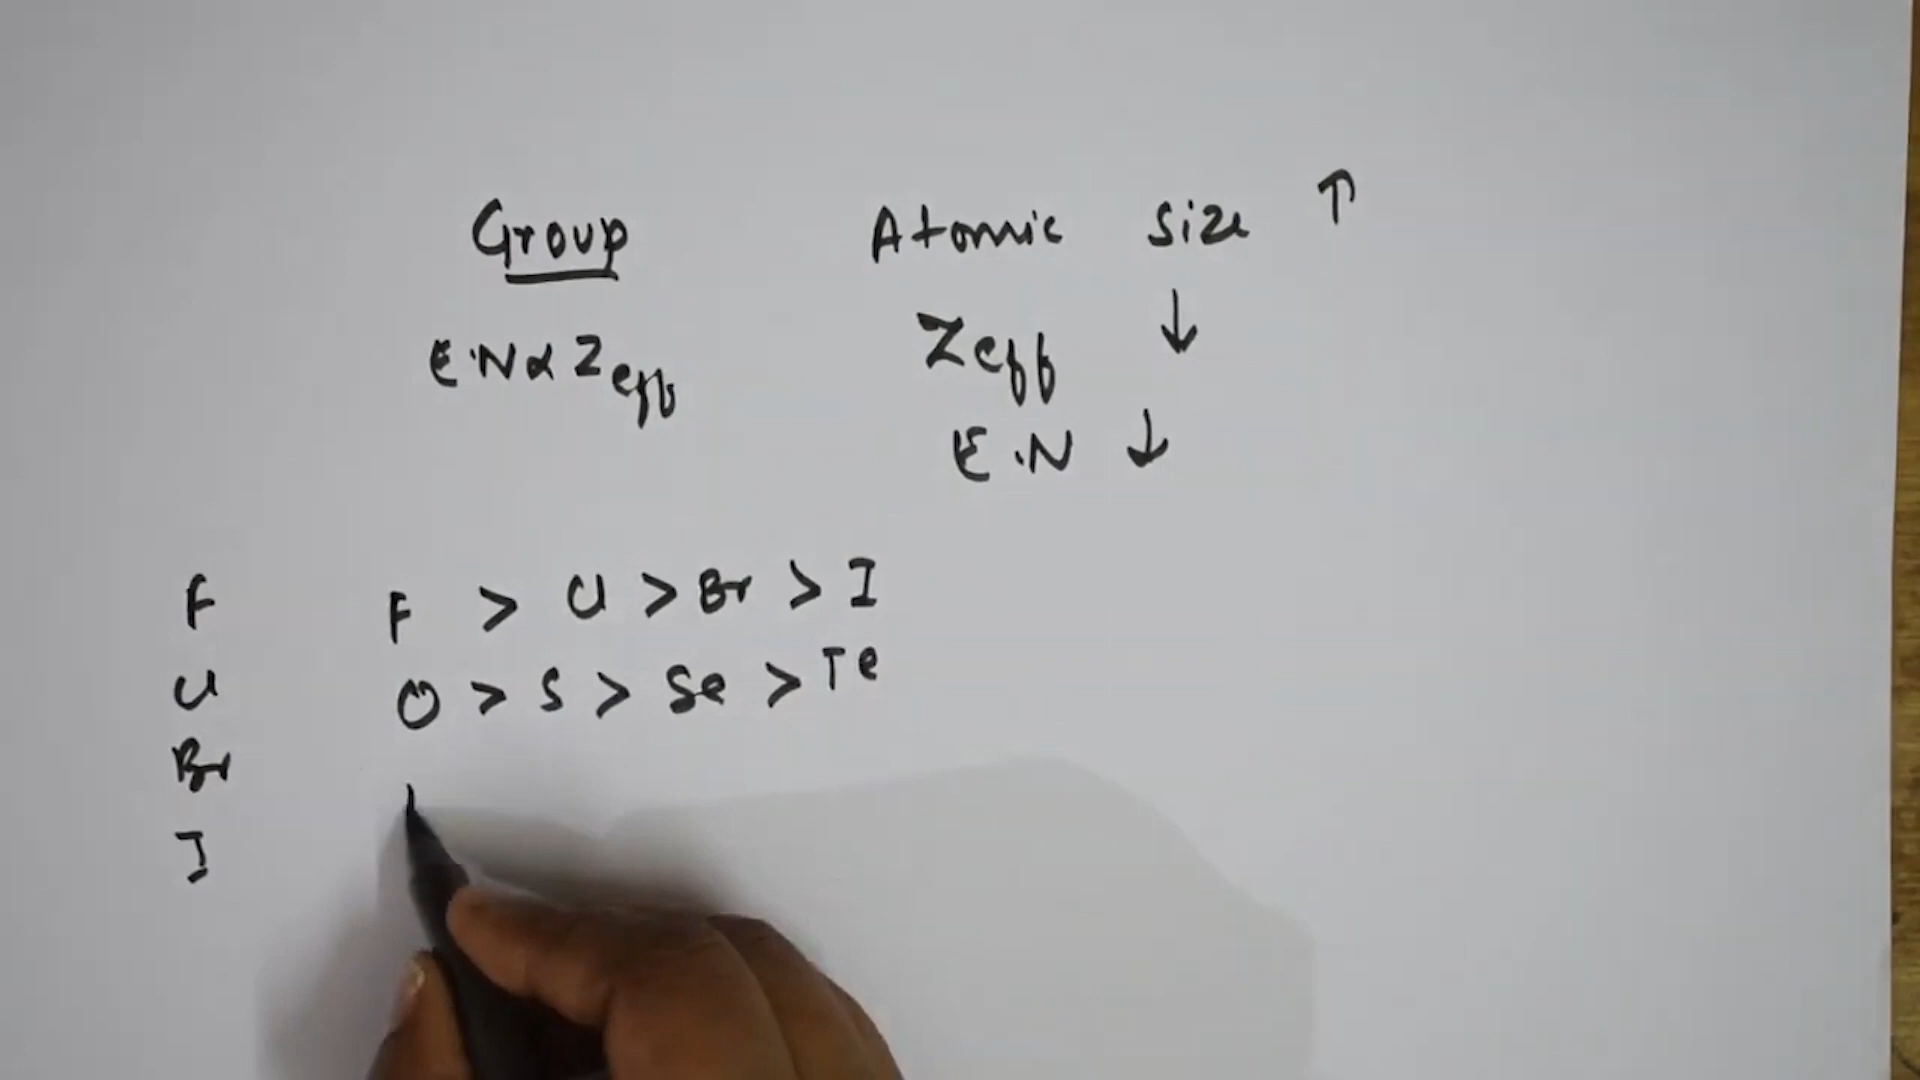 Group Atomic Size ↑
E.N ∝ Zeff Zeff ↓
E.N ↓
F F > Cl > Br > I
Cl O > S > Se > Te
Br
I